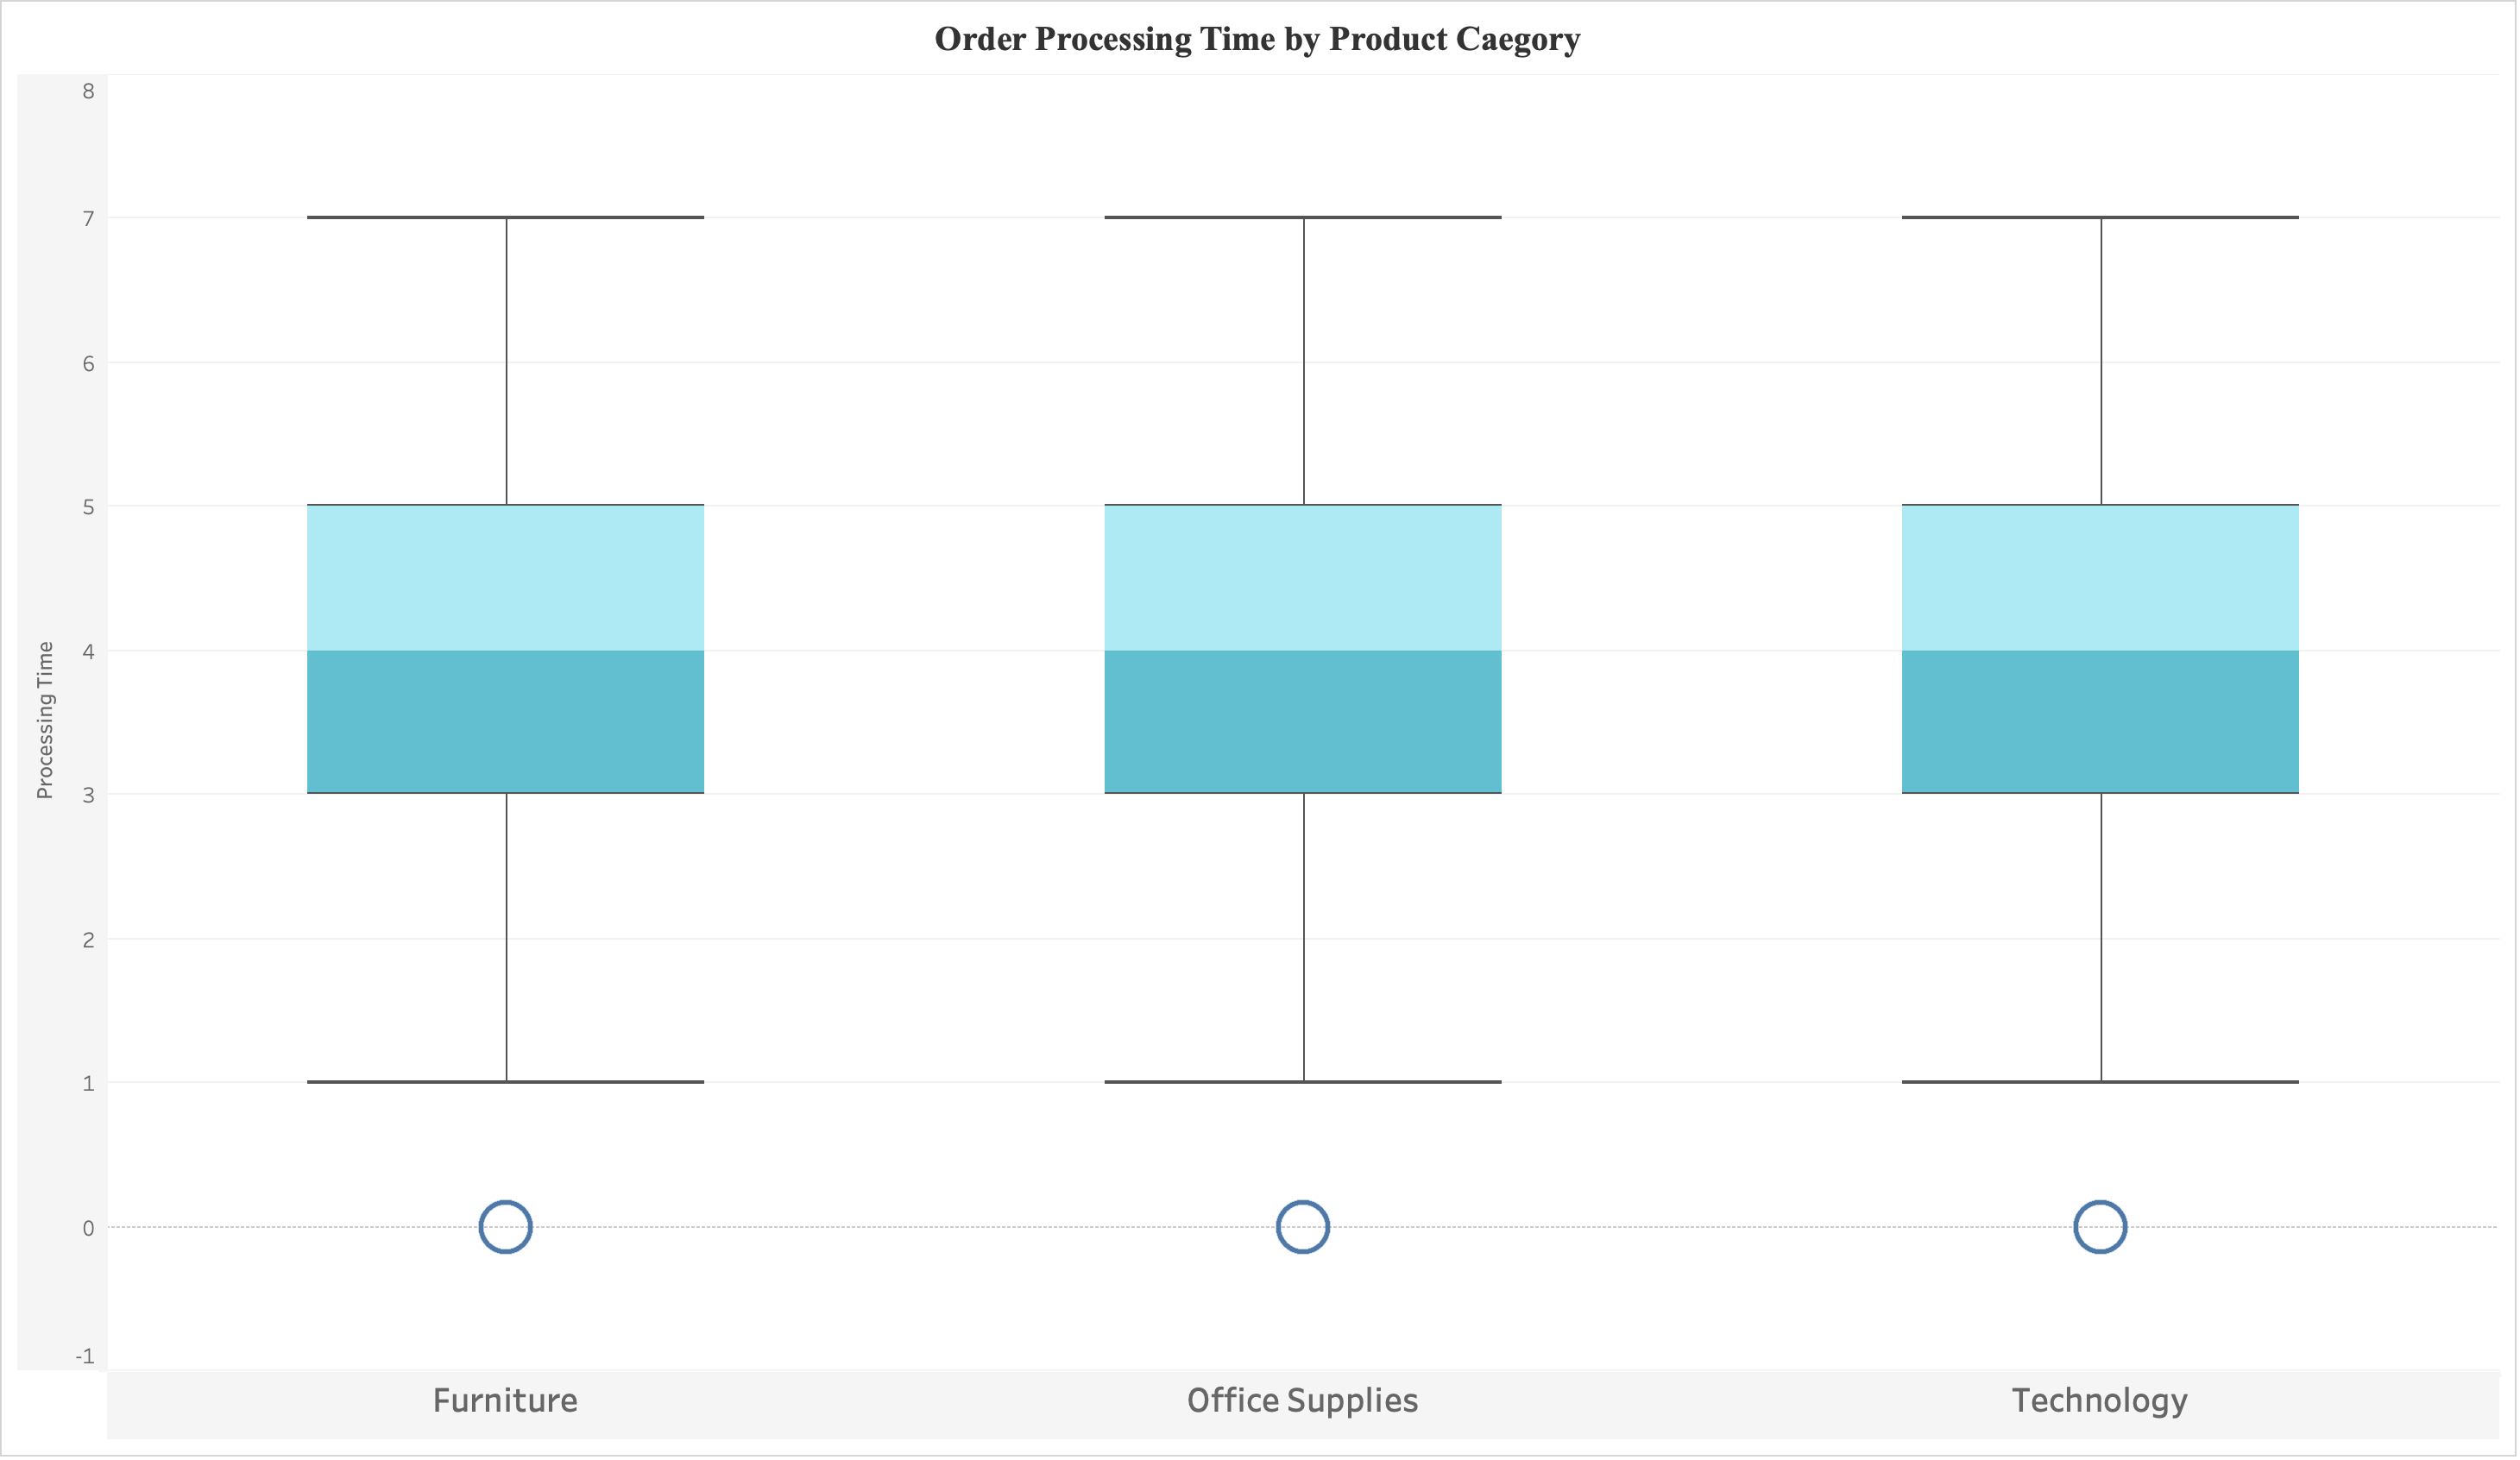 Order Processing Time by Product Caegory
8
7
6
5
4
3
2
1
0
-1
Processing Time
Furniture
Office Supplies
Technology